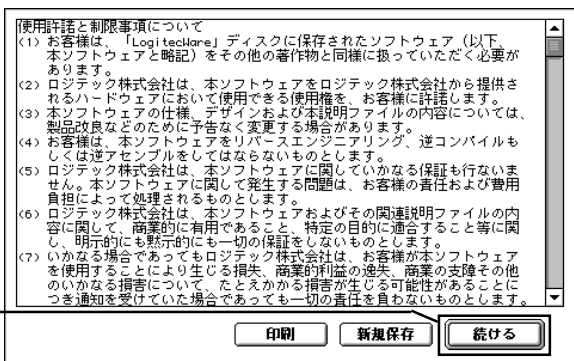 使用許諾と制限事項について
(1) お客様は、「LogitecWare」ディスクに保存されたソフトウェア（以下、
本ソフトウェアと略記）をその他の著作物と同様に扱っていただく必要が
あります。
(2) ロジテック株式会社は、本ソフトウェアをロジテック株式会社から提供さ
れるハードウェアにおいて使用できる使用権を、お客様に許諾します。
(3) 本ソフトウェアの仕様、デザインおよび本説明ファイルの内容については、
製品改良などのために予告なく変更する場合があります。
(4) お客様は、本ソフトウェアをリバースエンジニアリング、逆コンパイルも
しくは逆アセンブルをしてはならないものとします。
(5) ロジテック株式会社は、本ソフトウェアに関していかなる保証も行ないま
せん。本ソフトウェアに関して発生する問題は、お客様の責任および費用
負担によって処理されるものとします。
(6) ロジテック株式会社は、本ソフトウェアおよびその関連説明ファイルの内
容に関して、商業的に有用であること、特定の目的に適合すること等に関
し、明示的にも黙示的にも一切の保証をしないものとします。
(7) いかなる場合であってもロジテック株式会社は、お客様が本ソフトウェア
を使用することにより生じる損失、商業的利益の逸失、商業の支障その他
のいかなる損害について、たとえかかる損害が生じる可能性があることに
つき通知を受けていた場合であっても一切の責任を負わないものとします。
印刷 新規保存 続ける